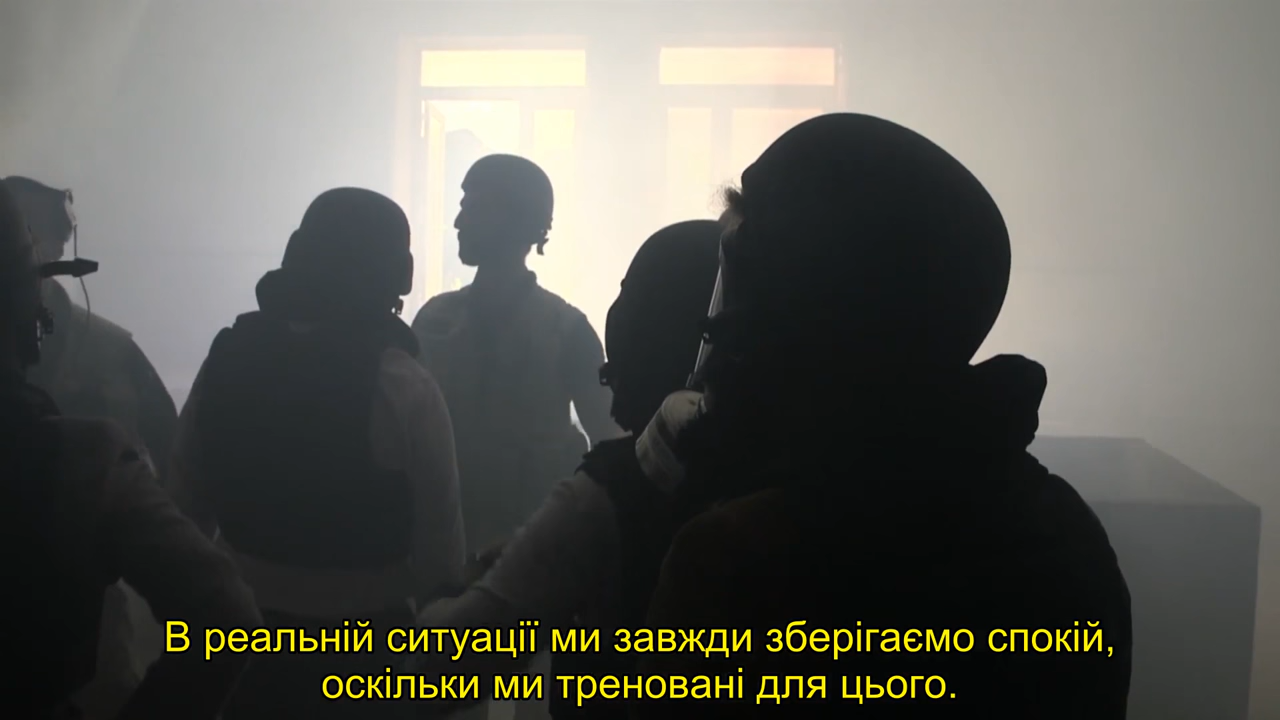 В реальній ситуації ми завжди зберігаємо спокій,
оскільки ми треновані для цього.